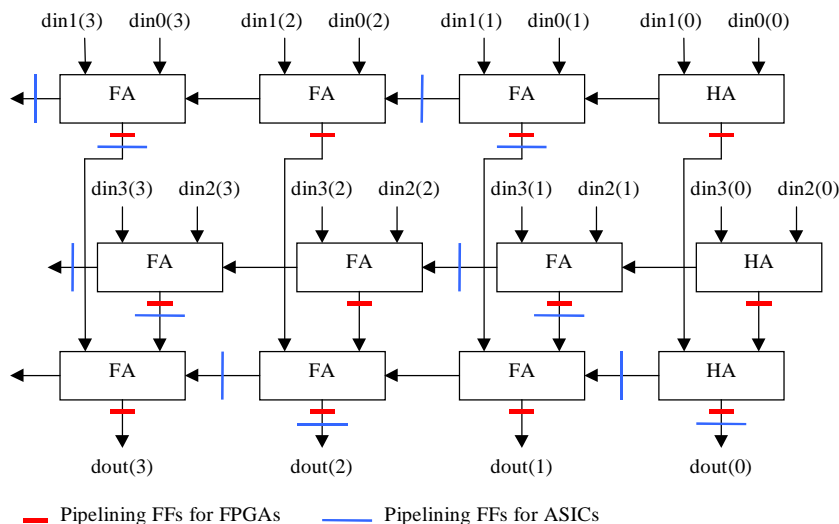 din1(3) din0(3) din1(2) din0(2) din1(1) din0(1) din1(0) din0(0)
FA FA FA HA
din3(3) din2(3) din3(2) din2(2) din3(1) din2(1) din3(0) din2(0)
FA FA FA HA
FA FA FA HA
dout(3) dout(2) dout(1) dout(0)
Pipelining FFs for FPGAs Pipelining FFs for ASICs